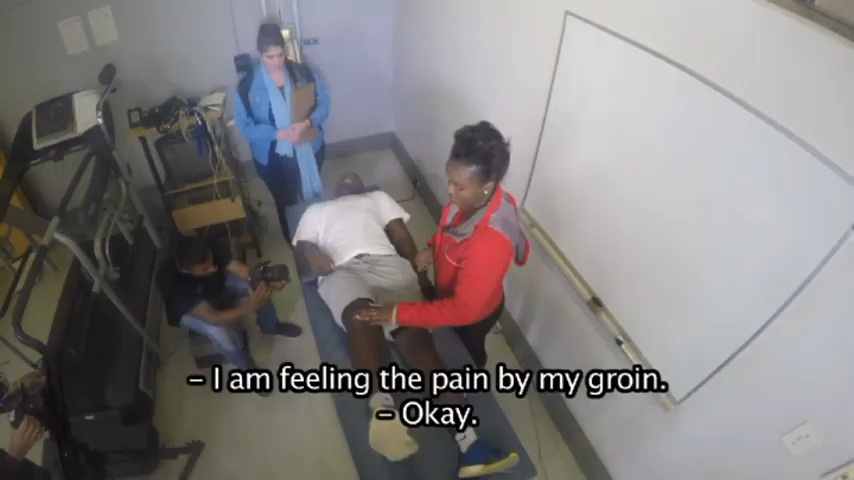 – I am feeling the pain by my groin.
– Okay.